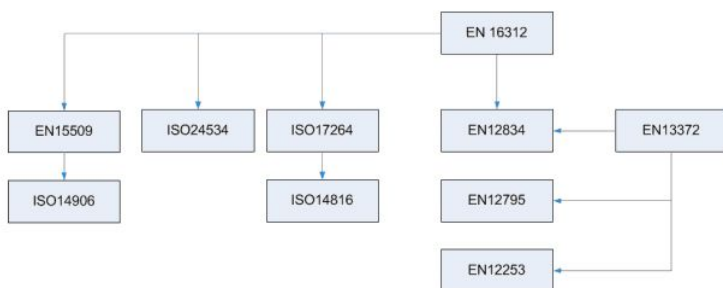 EN 16312
EN15509
ISO24534
ISO17264
EN12834
EN13372
ISO14906
ISO14816
EN12795
EN12253